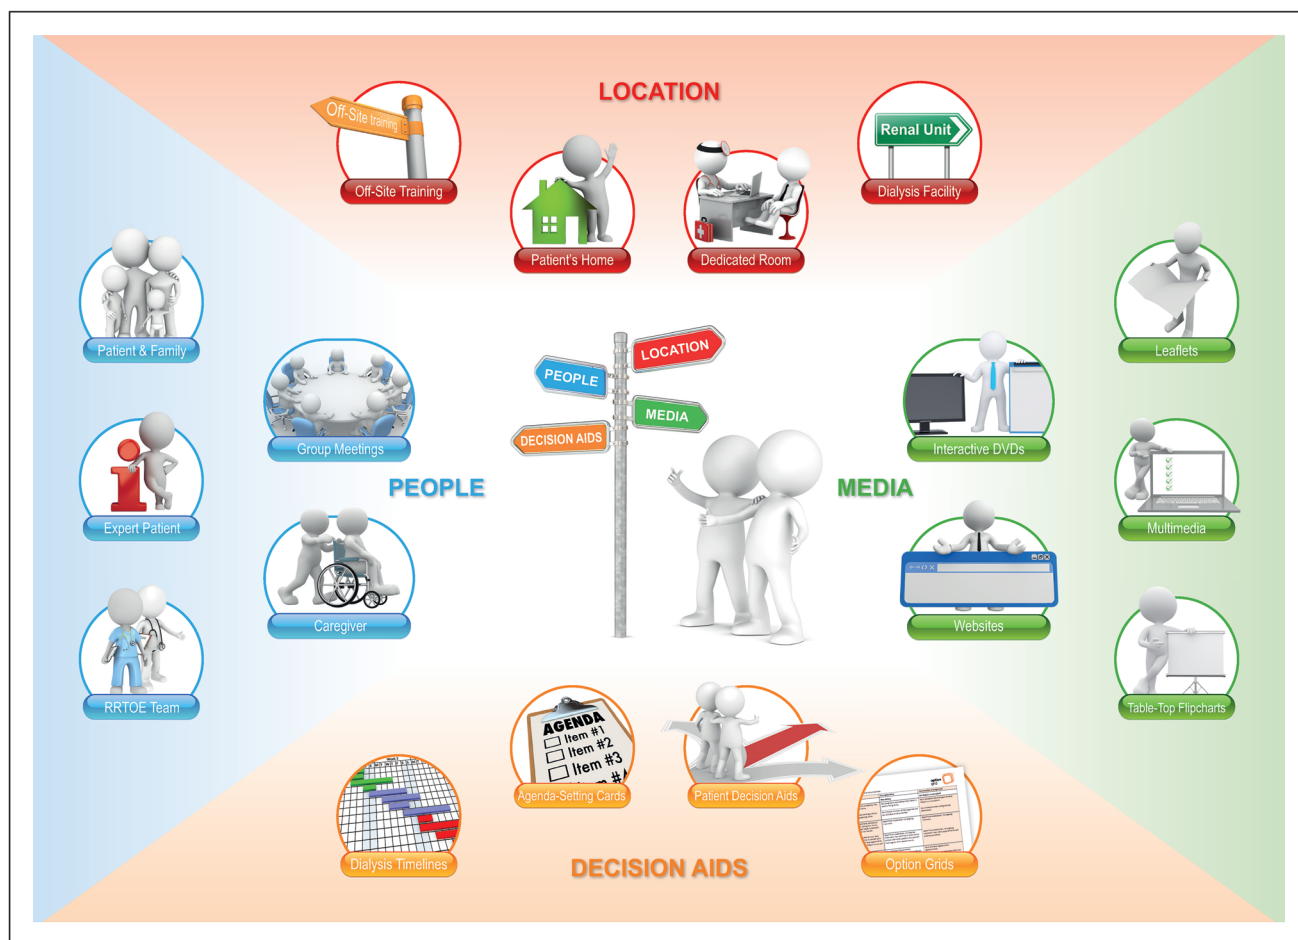 LOCATION
Off-Site training
Off-Site Training
Patient's Home
Dedicated Room
Renal Unit
Dialysis Facility
Patient & Family
Group Meetings
Expert Patient
Caregiver
RRTOE Team
PEOPLE
LOCATION
PEOPLE
MEDIA
DECISION AIDS
MEDIA
Leaflets
Interactive DVDs
Multimedia
Websites
Table-Top Flipcharts
AGENDA
Item #1
Item #2
Item #3
Agenda-Setting Cards
Patient Decision Aids
Dialysis Timelines
Option Grids
DECISION AIDS